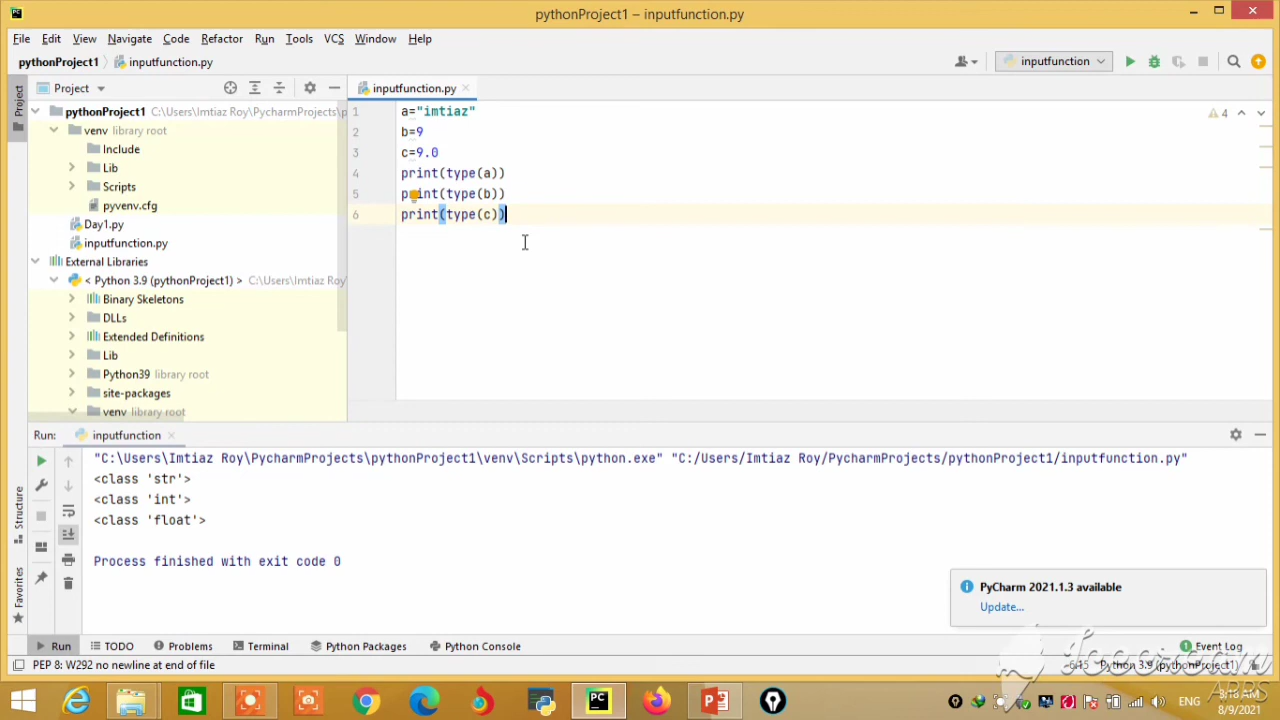 pythonProject1 – inputfunction.py
File Edit View Navigate Code Refactor Run Tools VCS Window Help
pythonProject1 inputfunction.py
inputfunction
Project
Project
pythonProject1 C:\Users\Imtiaz Roy\PycharmProjects\p
venv library root
Include
Lib
Scripts
pyvenv.cfg
Day1.py
inputfunction.py
External Libraries
< Python 3.9 (pythonProject1) > C:\Users\Imtiaz Roy\
Binary Skeletons
DLLs
Extended Definitions
Lib
Python39 library root
site-packages
venv library root
inputfunction.py
4
1 a="imtiaz"
2 b=9
3 c=9.0
4 print(type(a))
5 print(type(b))
6 print(type(c))
Run: inputfunction
"C:\Users\Imtiaz Roy\PycharmProjects\pythonProject1\venv\Scripts\python.exe" "C:/Users/Imtiaz Roy/PycharmProjects/pythonProject1/inputfunction.py"
<class 'str'>
<class 'int'>
<class 'float'>
Process finished with exit code 0
Structure
Favorites
PyCharm 2021.1.3 available
Update...
Run TODO Problems Terminal Python Packages Python Console Event Log
PEP 8: W292 no newline at end of file
6:15 Python 3.9 (pythonProject1)
APPS
ENG
8:18 AM
8/9/2021